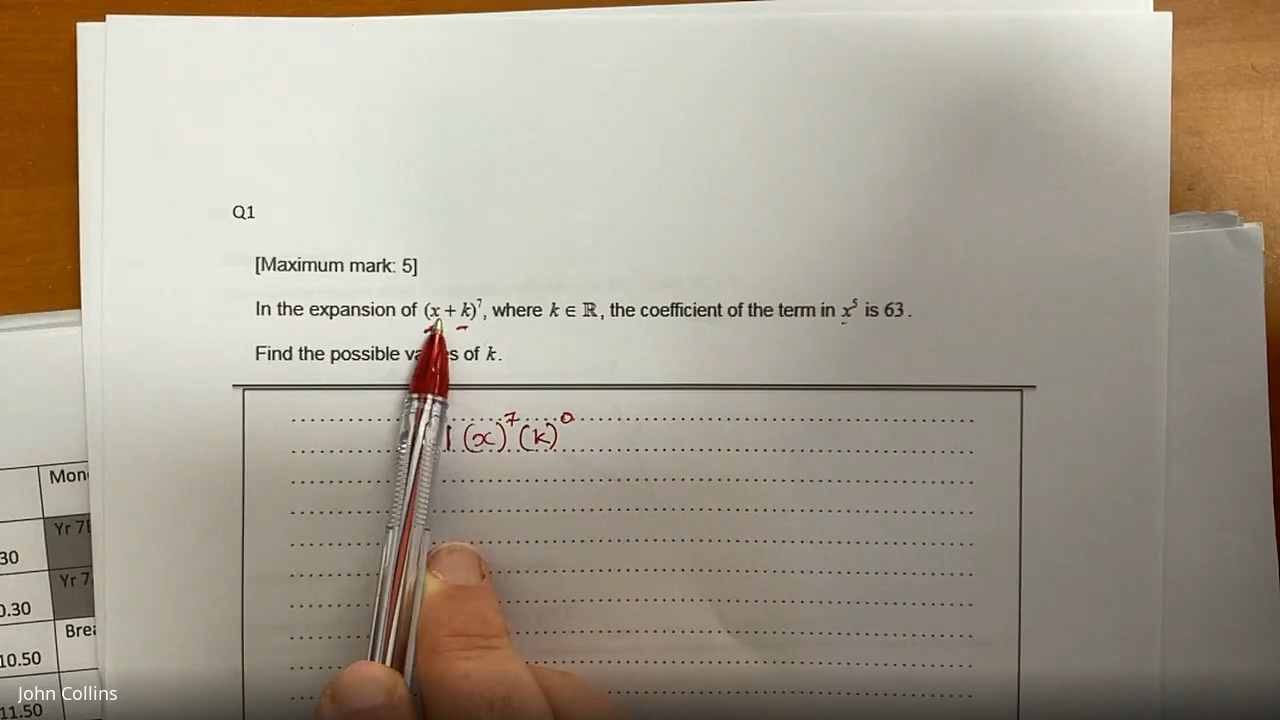 Q1
[Maximum mark: 5]
In the expansion of (x + k)⁷, where k ∈ ℝ, the coefficient of the term in x⁵ is 63.
Find the possible of k.
1 (x)⁷ (k)⁰
Mon
30 Yr 7
0.30 Yr 7
10.50 Brea
11.50
John Collins